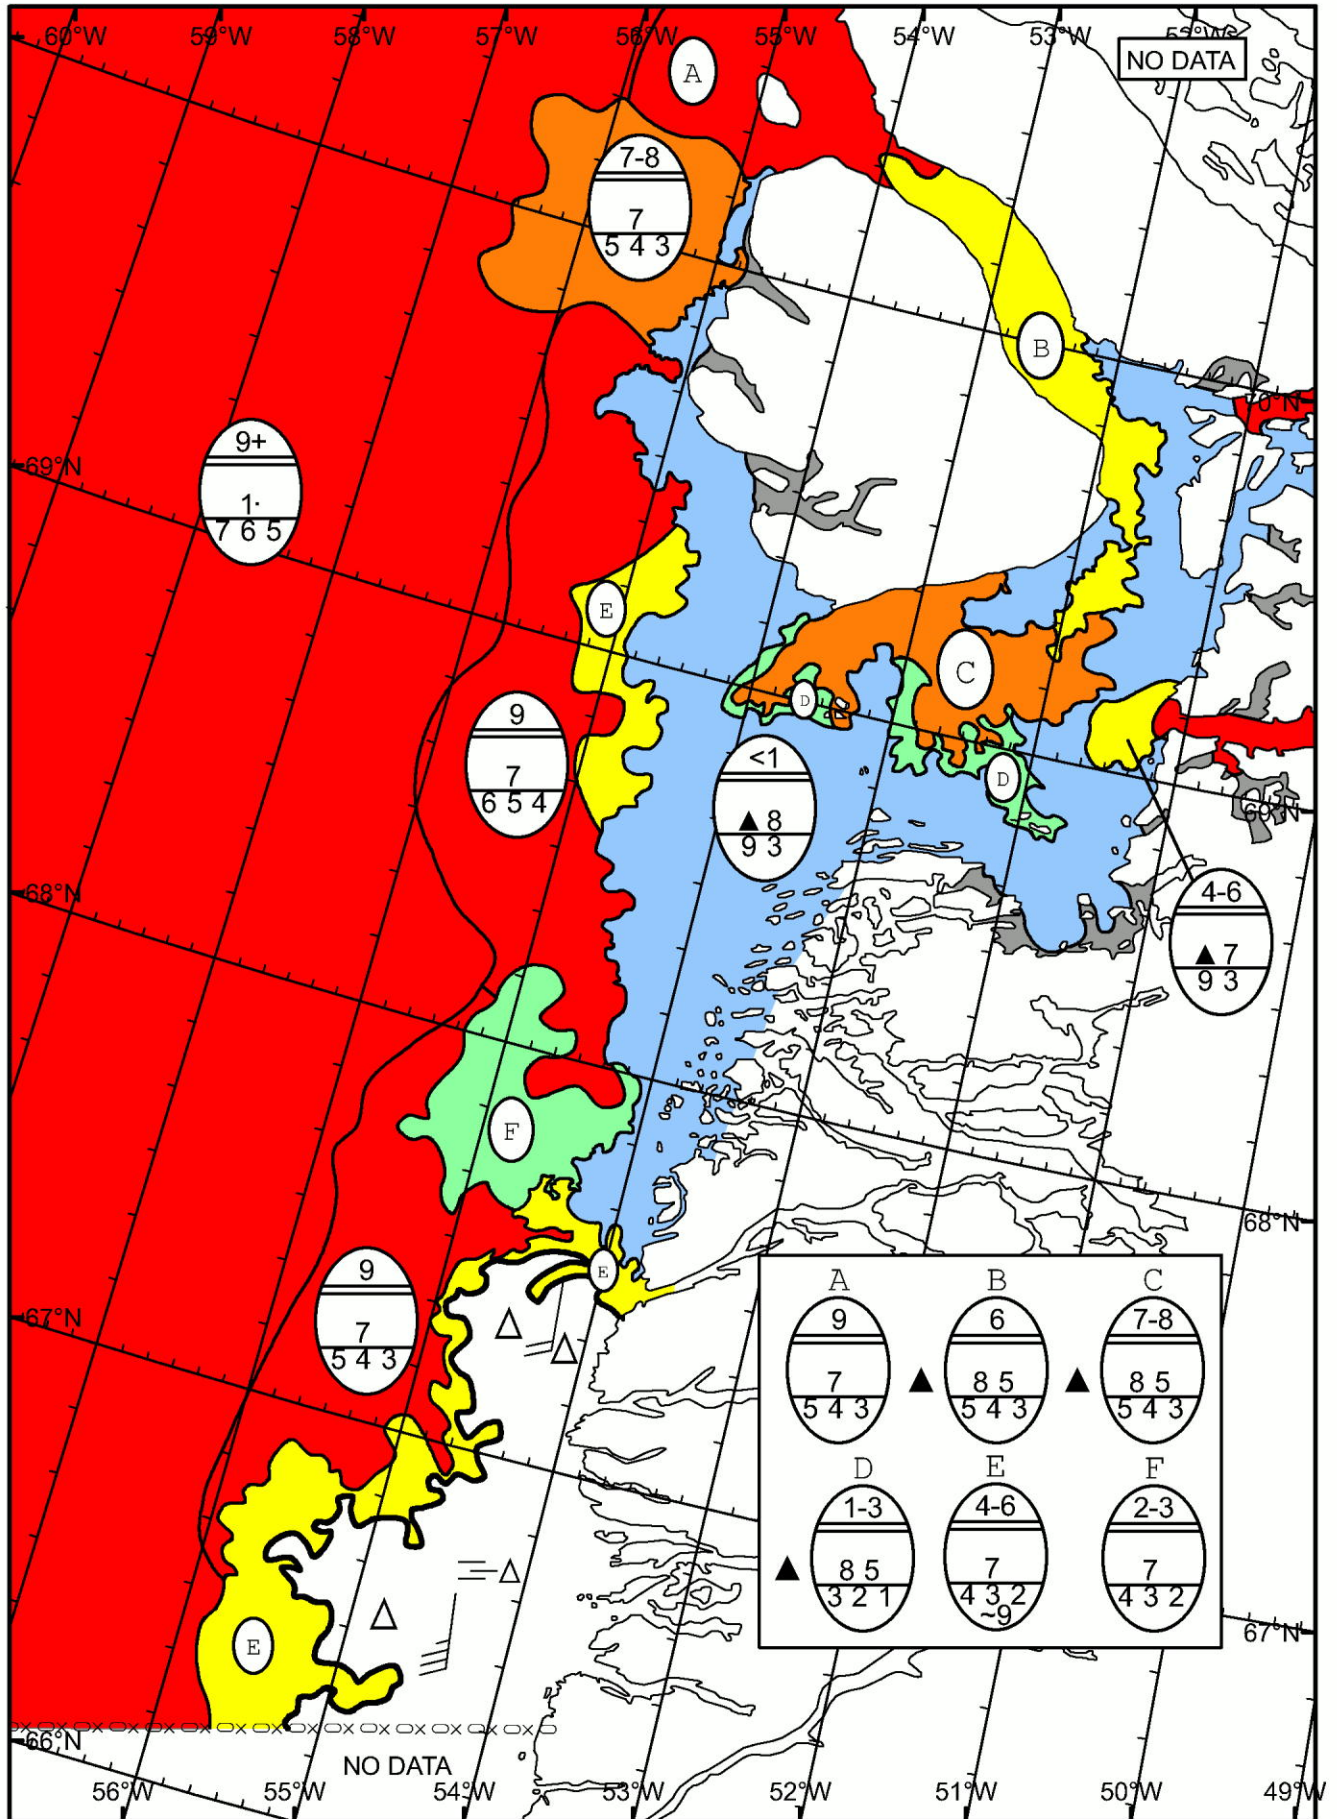 60°W 59°W 58°W 57°W 56°W 55°W 54°W 53°W 52°W
NO DATA
A
7-8
7
5 4 3
B
70°N
9+
1·
7 6 5
69°N
E
C
D
9
7
6 5 4
<1
▲ 8
9 3
D
69°N
68°N
4-6
▲ 7
9 3
F
68°N
E
9
7
5 4 3
67°N
A B C
9 6 7-8
7 ▲ 8 5 ▲ 8 5
5 4 3 5 4 3 5 4 3
D E F
1-3 4-6 2-3
▲ 8 5 7 7
3 2 1 4 3 2 4 3 2
~9
E
67°N
66°N
NO DATA
56°W 55°W 54°W 53°W 52°W 51°W 50°W 49°W